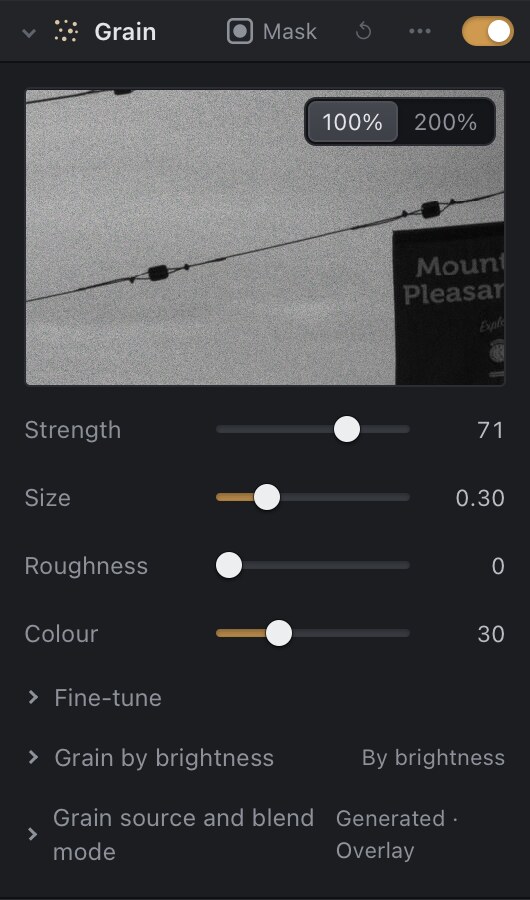 Grain
Mask
100%
200%
Mount
Pleasan
Strength
71
Size
0.30
Roughness
0
Colour
30
Fine-tune
Grain by brightness
By brightness
Grain source and blend
mode
Generated ·
Overlay